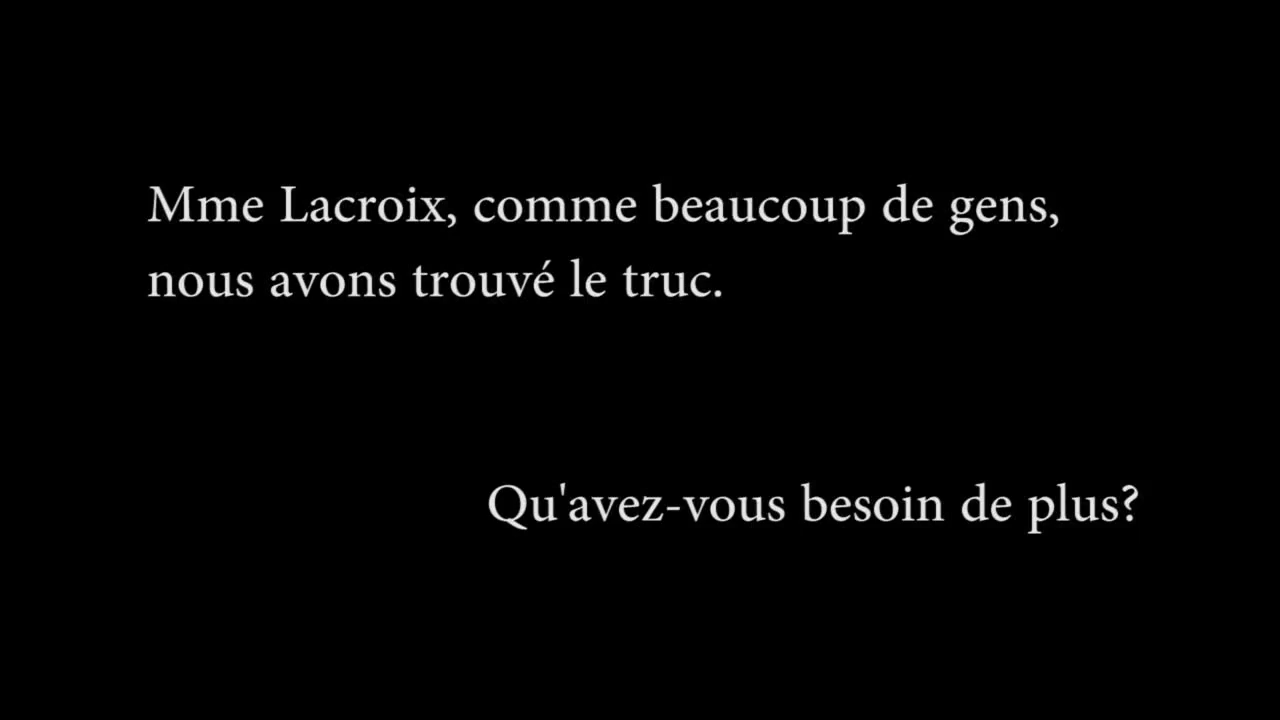 Mme Lacroix, comme beaucoup de gens,
nous avons trouvé le truc.
Qu'avez-vous besoin de plus?